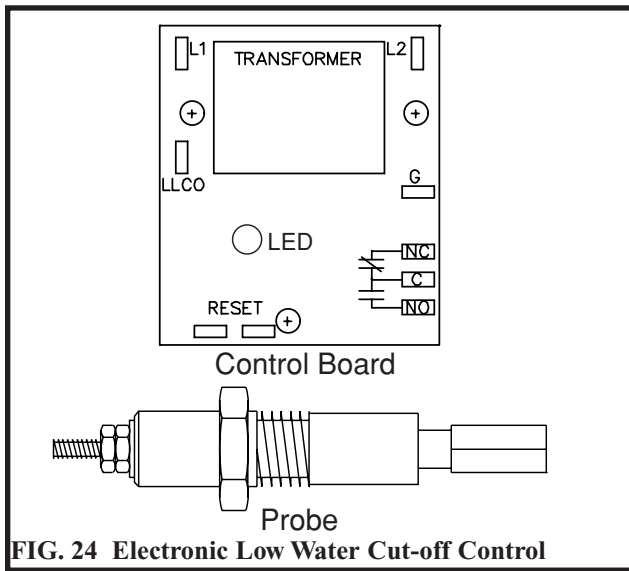 L1
TRANSFORMER
L2
LLCO
G
LED
NC
C
NO
RESET
Control Board
Probe
FIG. 24 Electronic Low Water Cut-off Control